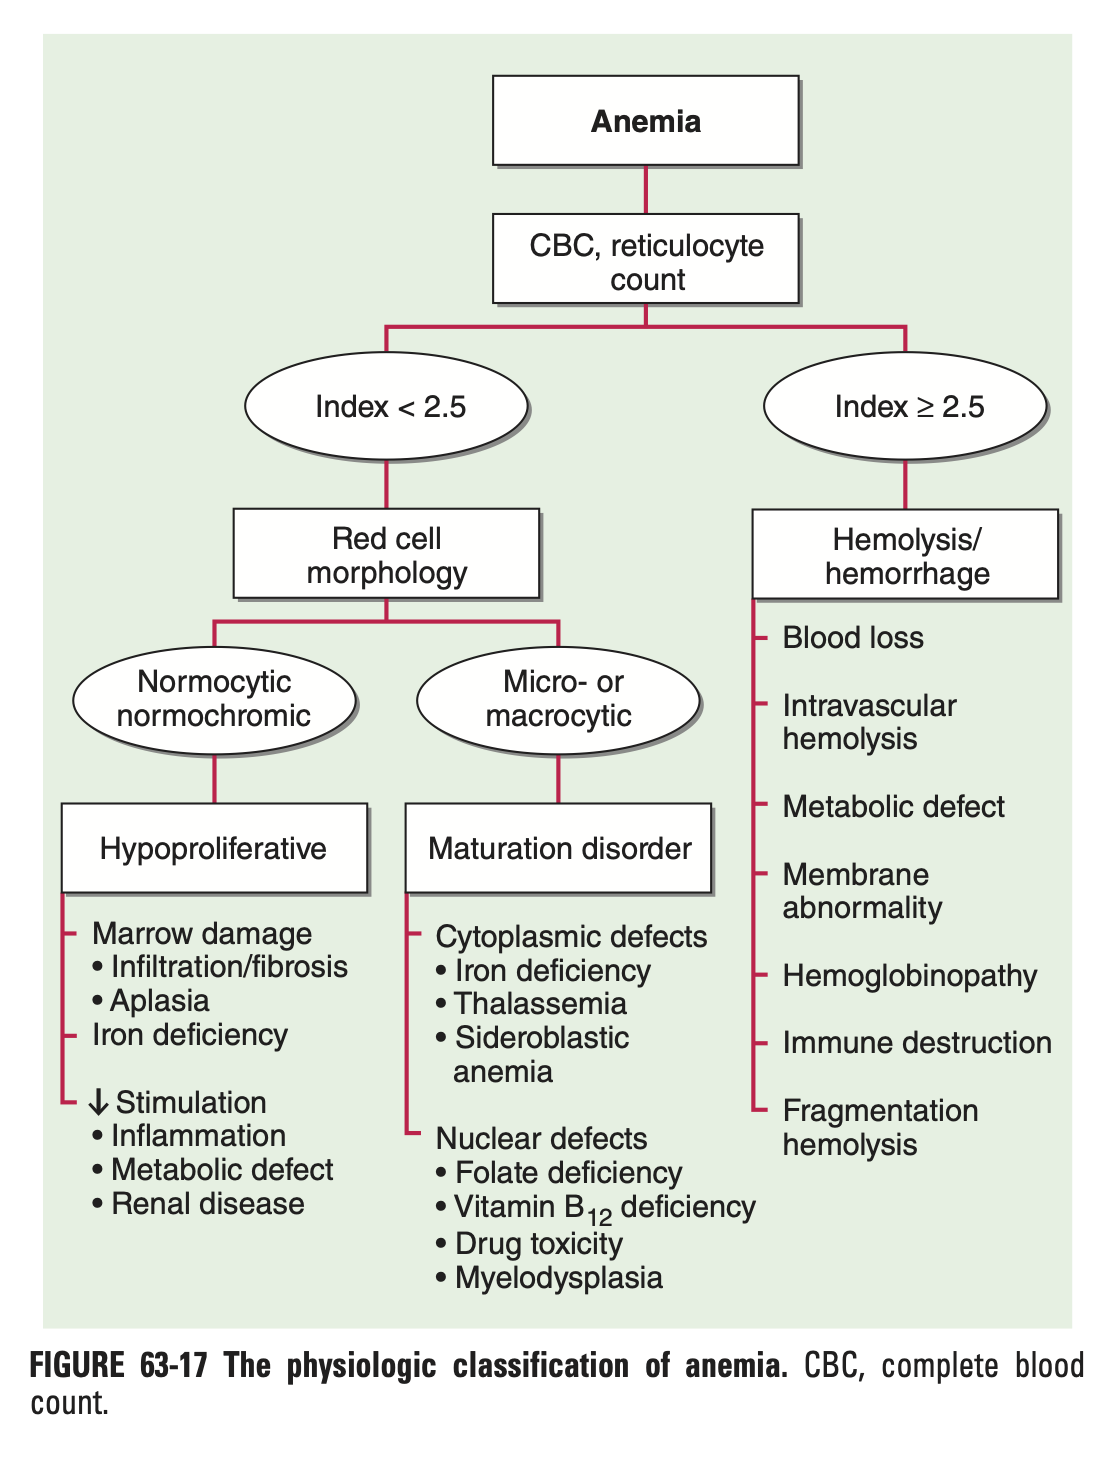 Anemia
CBC, reticulocyte
count
Index < 2.5
Index ≥ 2.5
Red cell
morphology
Hemolysis/
hemorrhage
Normocytic
normochromic
Micro- or
macrocytic
Hypoproliferative
Marrow damage
• Infiltration/fibrosis
• Aplasia
Iron deficiency
↓ Stimulation
• Inflammation
• Metabolic defect
• Renal disease
Maturation disorder
Cytoplasmic defects
• Iron deficiency
• Thalassemia
• Sideroblastic
anemia
Nuclear defects
• Folate deficiency
• Vitamin B12 deficiency
• Drug toxicity
• Myelodysplasia
Blood loss
Intravascular
hemolysis
Metabolic defect
Membrane
abnormality
Hemoglobinopathy
Immune destruction
Fragmentation
hemolysis
FIGURE 63-17 The physiologic classification of anemia. CBC, complete blood
count.